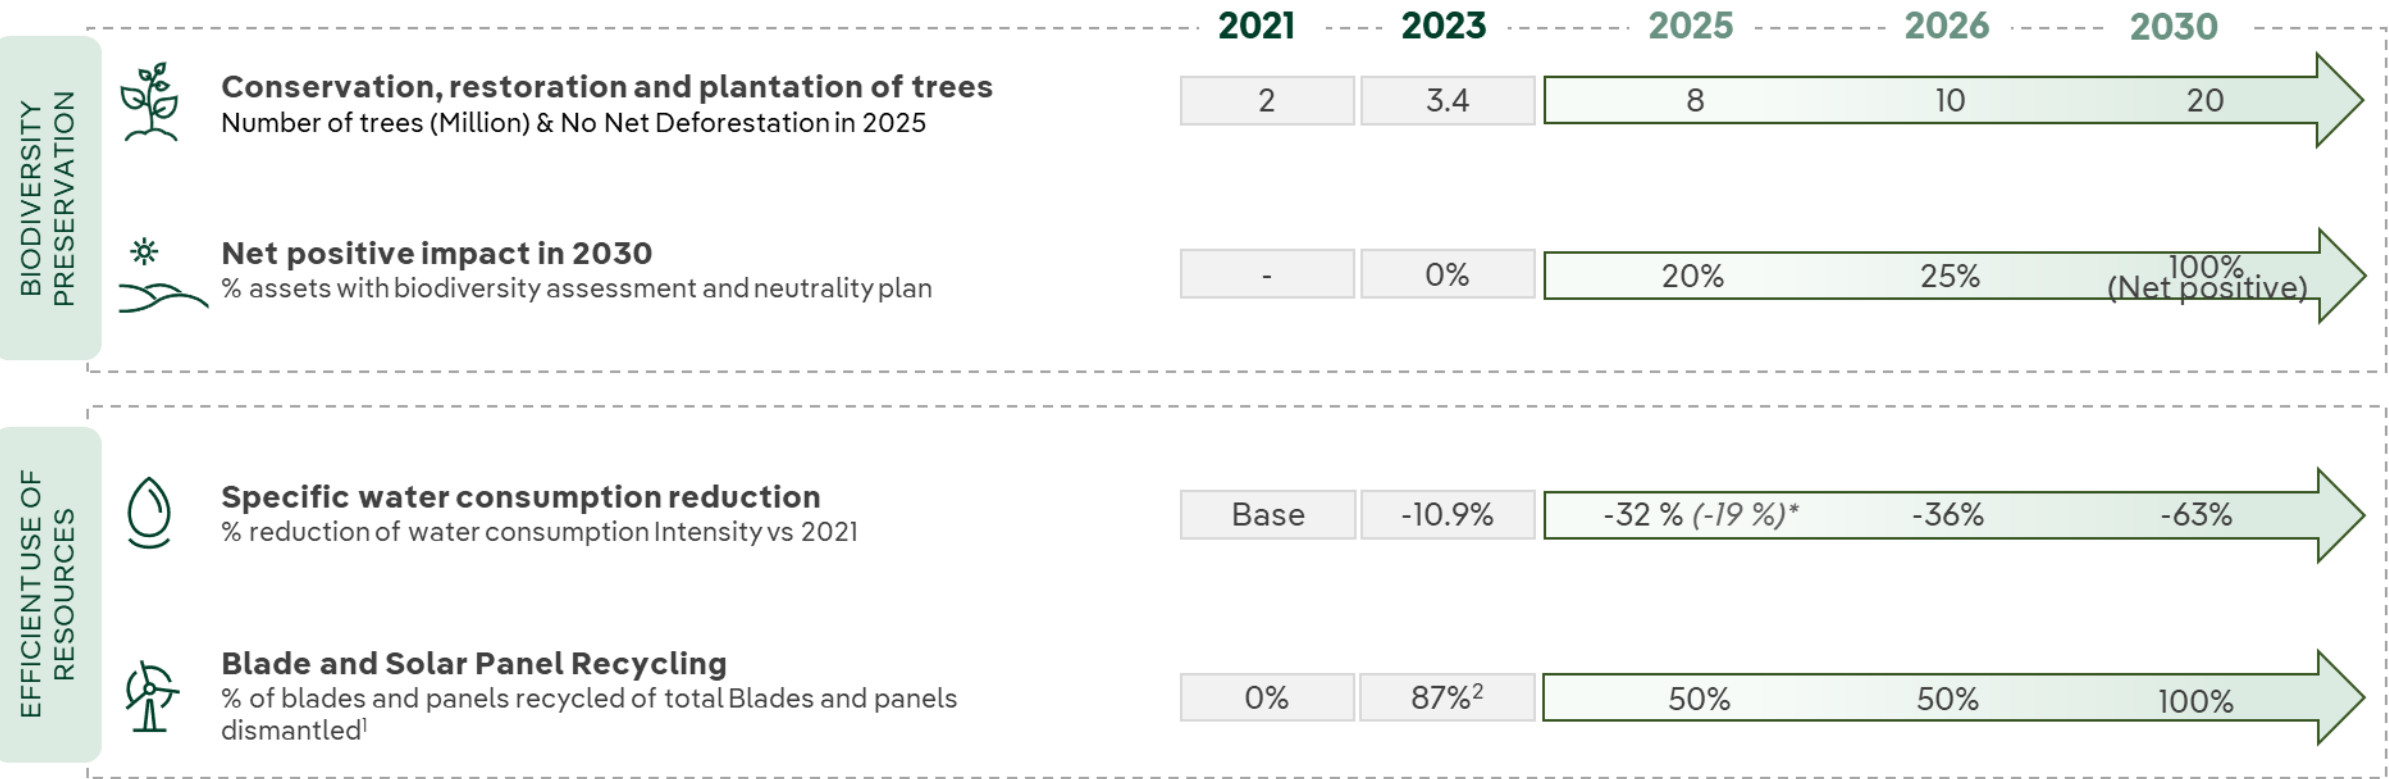 2021 2023 2025 2026 2030
BIODIVERSITY
PRESERVATION
Conservation, restoration and plantation of trees
Number of trees (Million) & No Net Deforestation in 2025
2 3.4 8 10 20
Net positive impact in 2030
% assets with biodiversity assessment and neutrality plan
- 0% 20% 25% 100%
(Net positive)
EFFICIENT USE OF
RESOURCES
Specific water consumption reduction
% reduction of water consumption Intensity vs 2021
Base -10.9% -32 % (-19 %)* -36% -63%
Blade and Solar Panel Recycling
% of blades and panels recycled of total Blades and panels
dismantled¹
0% 87%² 50% 50% 100%